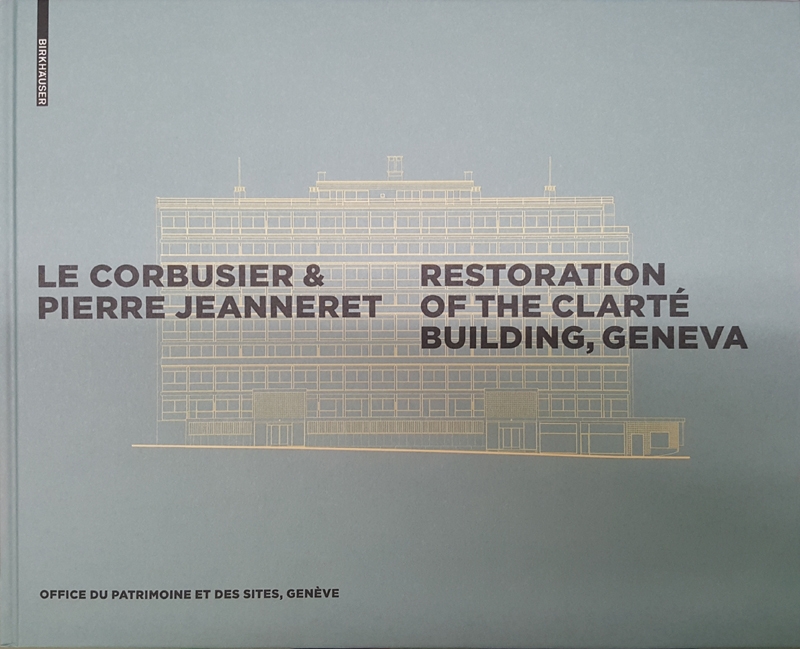 BIRKHÄUSER
LE CORBUSIER &
PIERRE JEANNERET
RESTORATION
OF THE CLARTÉ
BUILDING, GENEVA
OFFICE DU PATRIMOINE ET DES SITES, GENÈVE